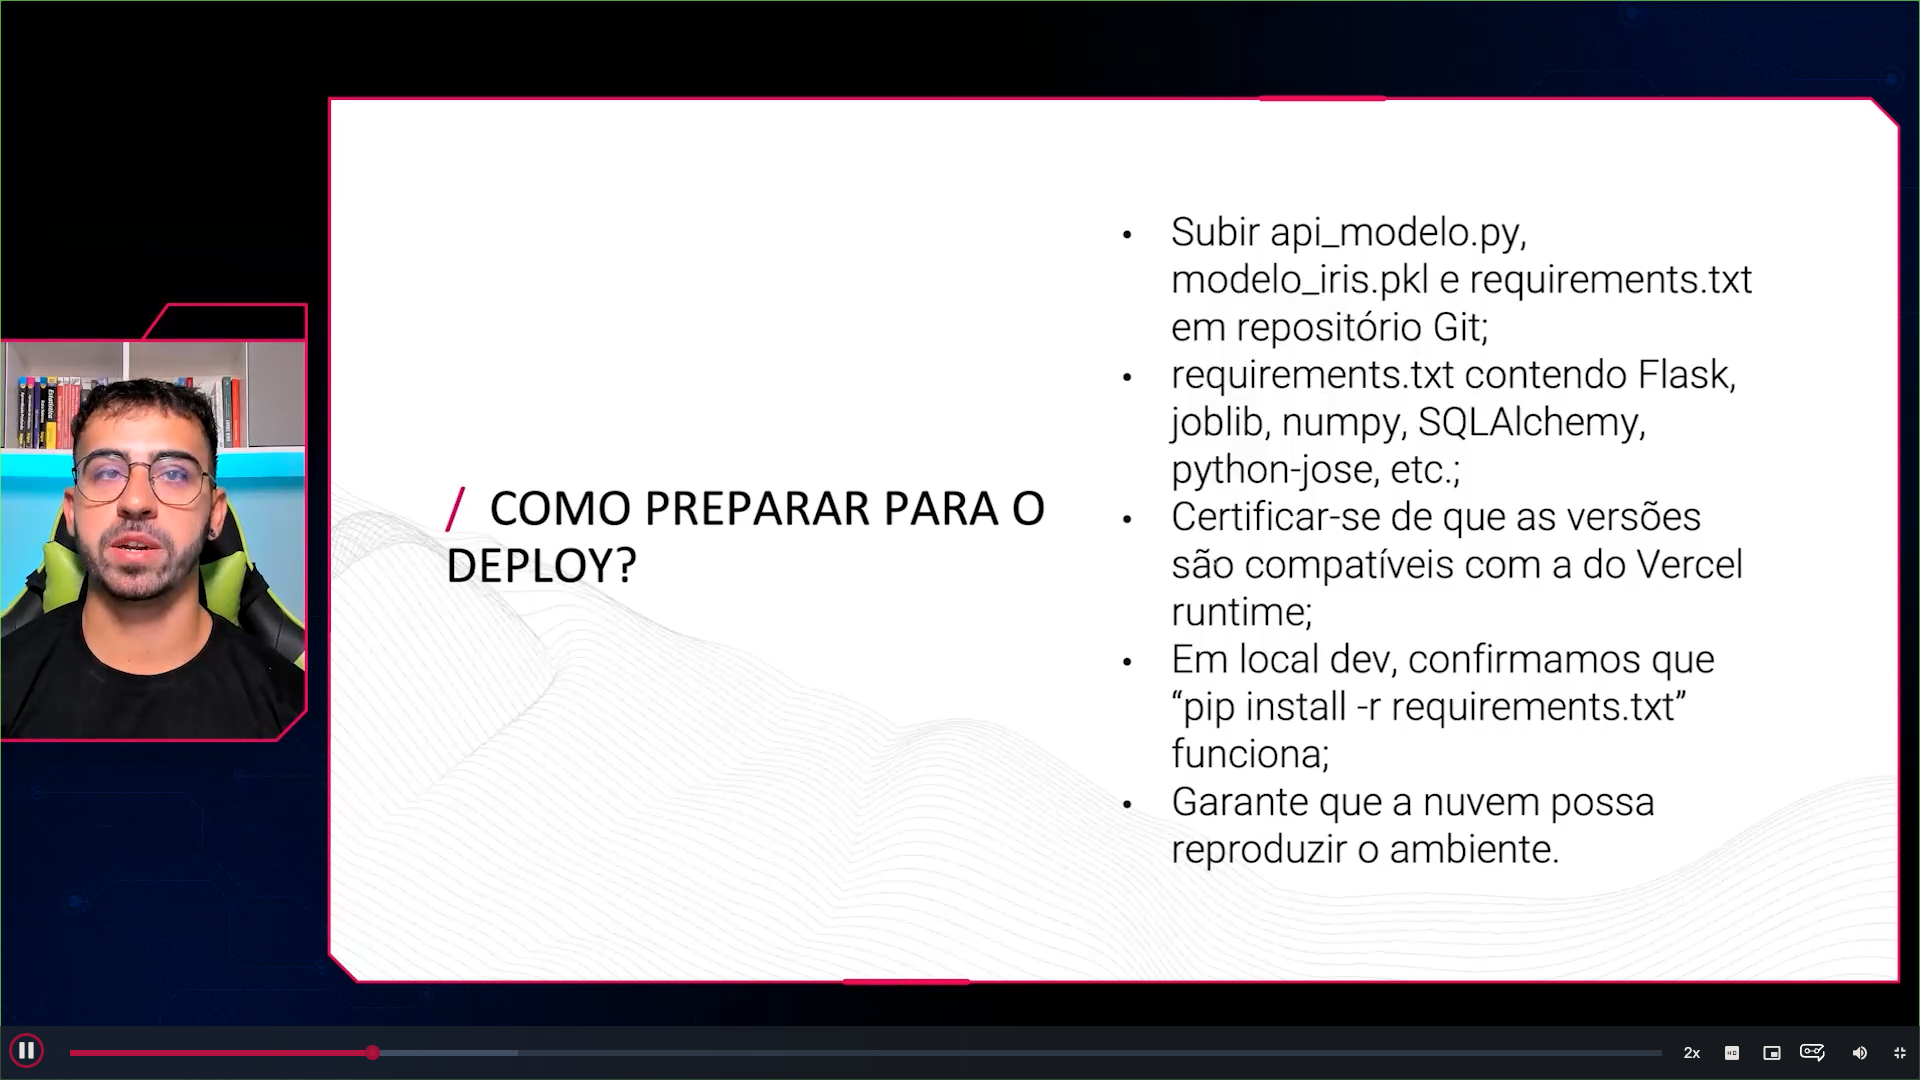 / COMO PREPARAR PARA O
DEPLOY?
• Subir api_modelo.py,
modelo_iris.pkl e requirements.txt
em repositório Git;
• requirements.txt contendo Flask,
joblib, numpy, SQLAlchemy,
python-jose, etc.;
• Certificar-se de que as versões
são compatíveis com a do Vercel
runtime;
• Em local dev, confirmamos que
“pip install -r requirements.txt”
funciona;
• Garante que a nuvem possa
reproduzir o ambiente.
2x
HD